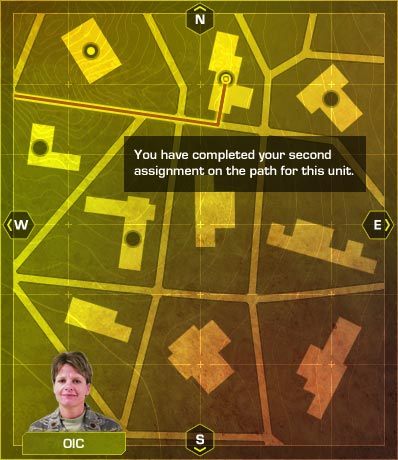 N
You have completed your second
assignment on the path for this unit.
W
E
OIC
S